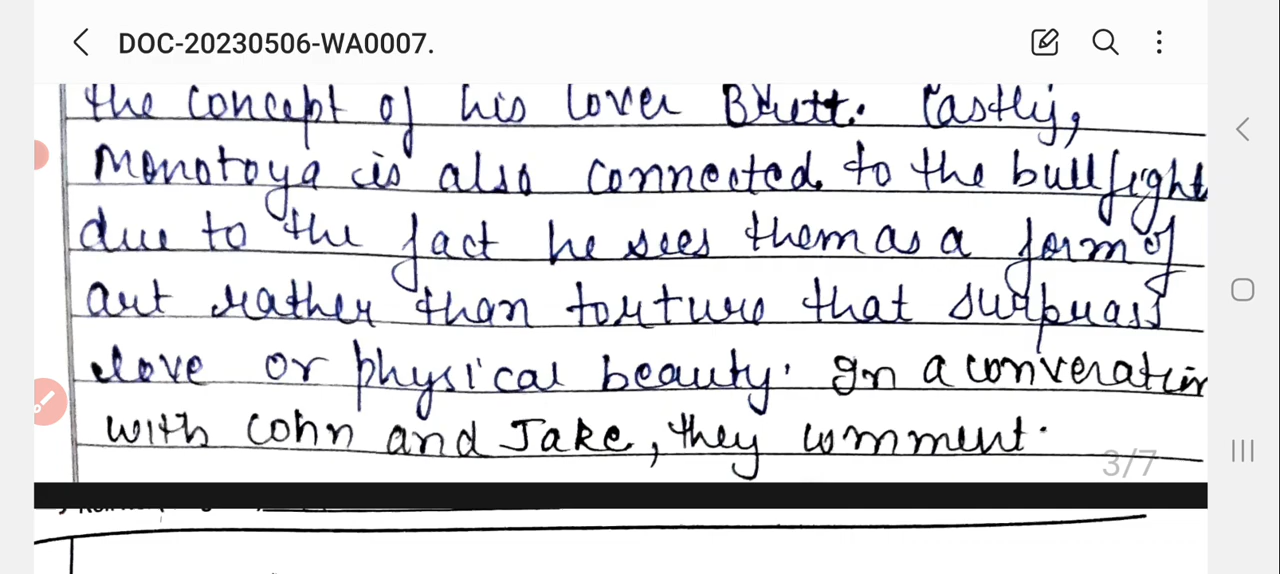 DOC-20230506-WA0007.
the concept of his lover Brett. Lastly,
Monotoya is also connected to the bullfight
due to the fact he sees them as a form of
art rather than torture that surpuass
love or physical beauty. In a converation
with Cohn and Jake, they comment.
3/7